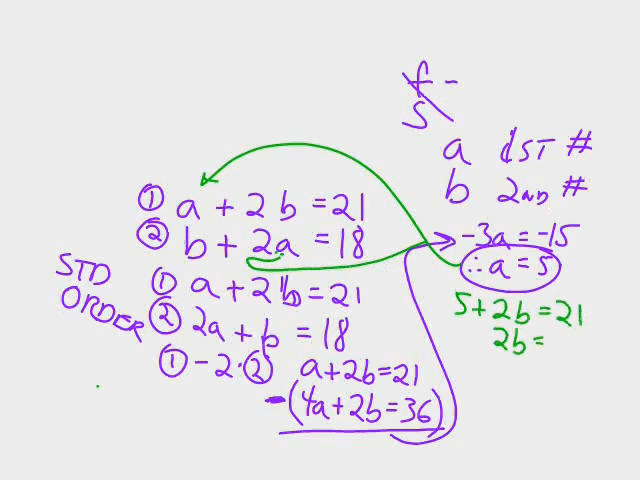 f -
S
a 1ST #
b 2ND #
① a + 2b = 21
② b + 2a = 18
STD
ORDER
① a + 2b = 21
② 2a + b = 18
① - 2 · ② a + 2b = 21
- (4a + 2b = 36)
-3a = -15
∴ a = 5
5 + 2b = 21
2b =